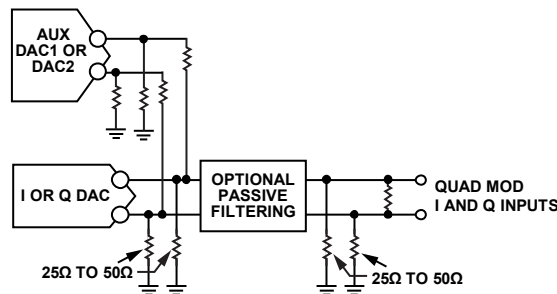 AUX
DAC1 OR
DAC2
I OR Q DAC
OPTIONAL
PASSIVE
FILTERING
QUAD MOD
I AND Q INPUTS
25Ω TO 50Ω
25Ω TO 50Ω